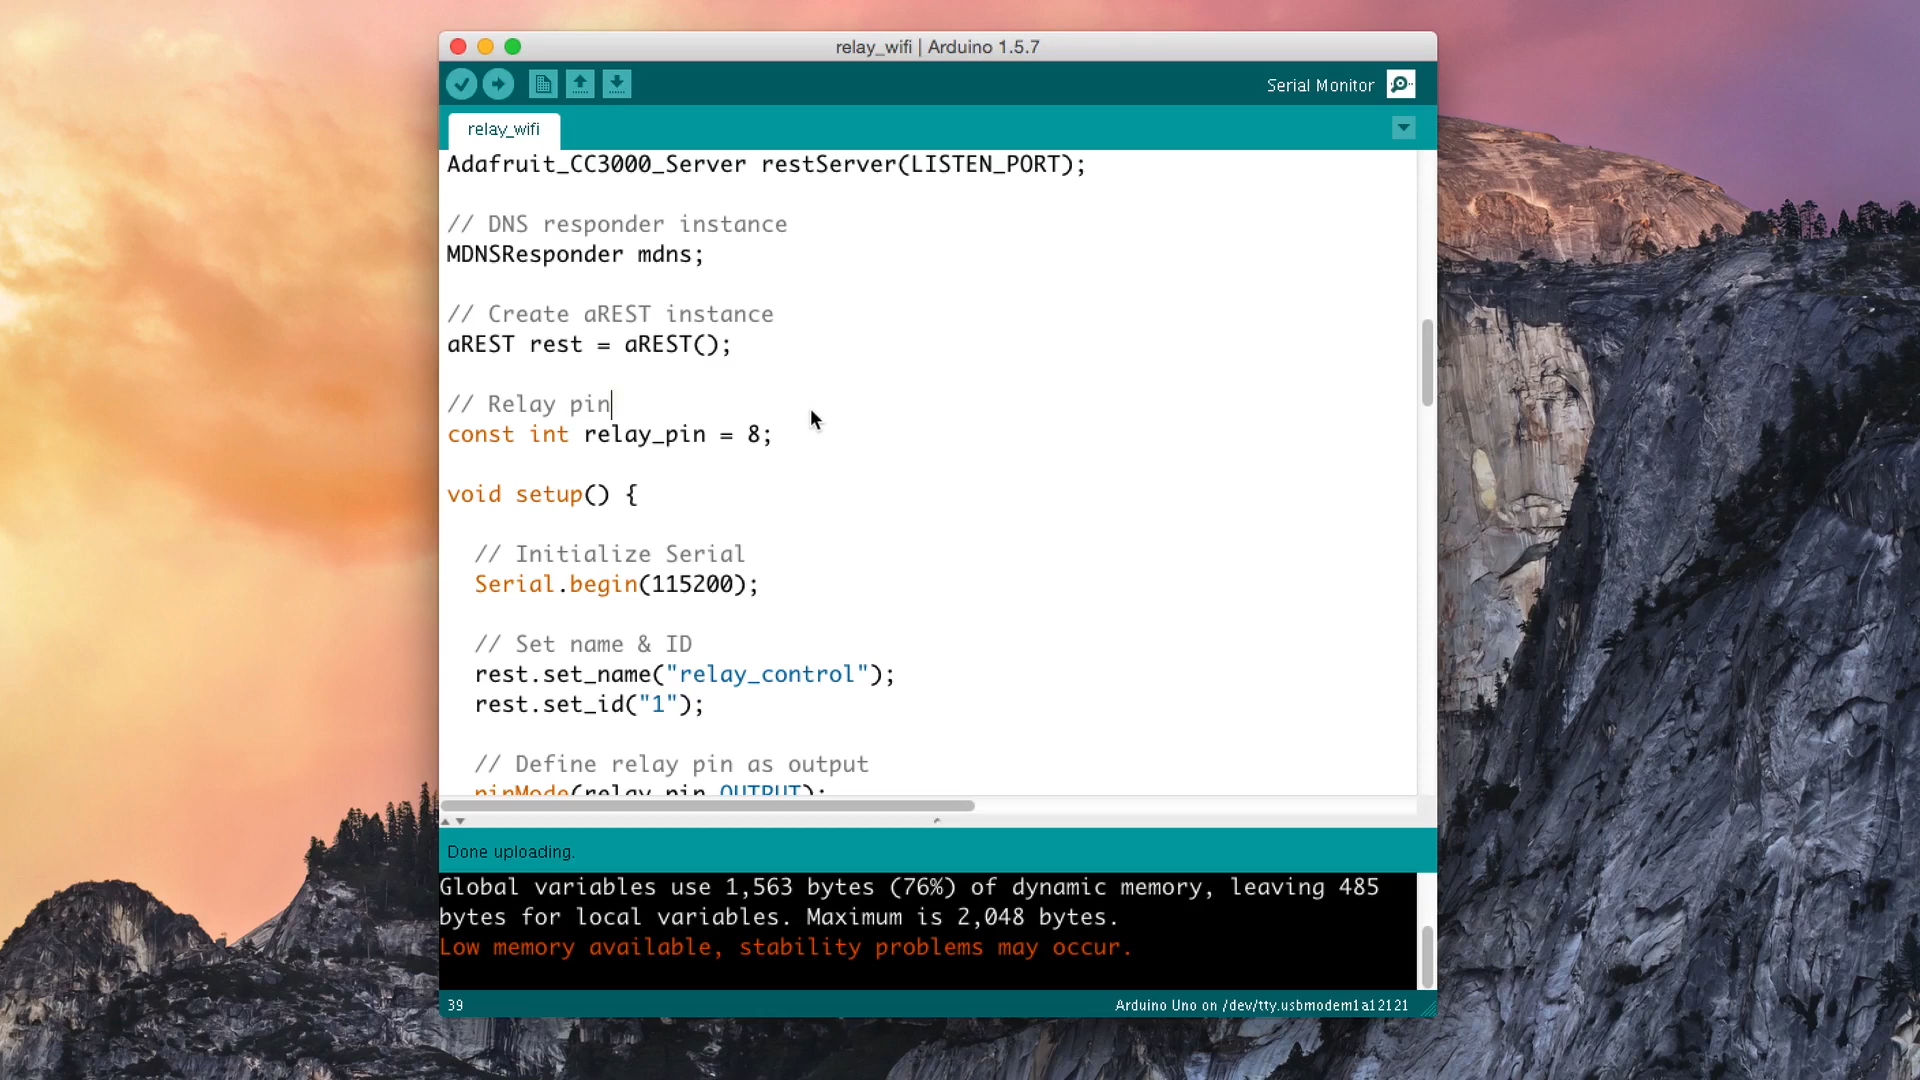 relay_wifi | Arduino 1.5.7
Serial Monitor
relay_wifi
Adafruit_CC3000_Server restServer(LISTEN_PORT);
// DNS responder instance
MDNSResponder mdns;
// Create aREST instance
aREST rest = aREST();
// Relay pin
const int relay_pin = 8;
void setup() {
// Initialize Serial
Serial.begin(115200);
// Set name & ID
rest.set_name("relay_control");
rest.set_id("1");
// Define relay pin as output
pinMode(relay_pin,OUTPUT);
Done uploading.
Global variables use 1,563 bytes (76%) of dynamic memory, leaving 485
bytes for local variables. Maximum is 2,048 bytes.
Low memory available, stability problems may occur.
39
Arduino Uno on /dev/tty.usbmodem1a12121